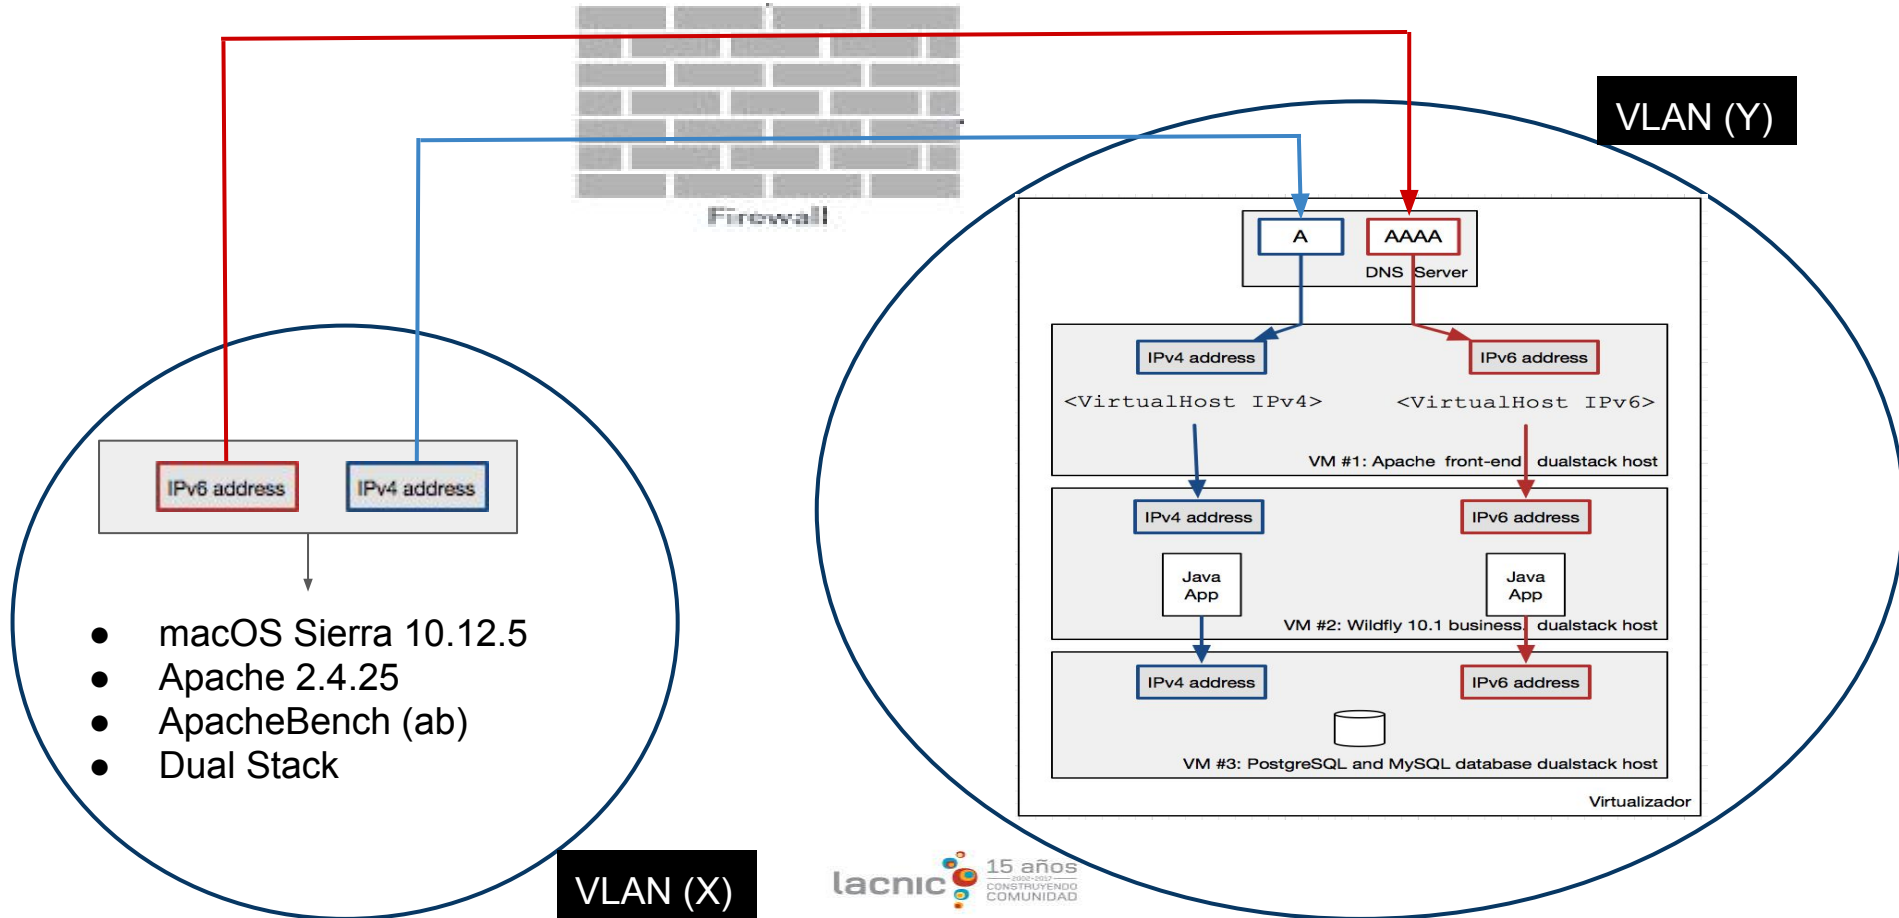 Firewall
VLAN (Y)
A
AAAA
DNS Server
IPv4 address
IPv6 address
<VirtualHost IPv4>
<VirtualHost IPv6>
VM #1: Apache front-end dualstack host
IPv4 address
IPv6 address
Java
App
Java
App
VM #2: Wildfly 10.1 business. dualstack host
IPv4 address
IPv6 address
VM #3: PostgreSQL and MySQL database dualstack host
Virtualizador
IPv6 address
IPv4 address
● macOS Sierra 10.12.5
● Apache 2.4.25
● ApacheBench (ab)
● Dual Stack
VLAN (X)
lacnic
15 años
2002-2017
CONSTRUYENDO
COMUNIDAD